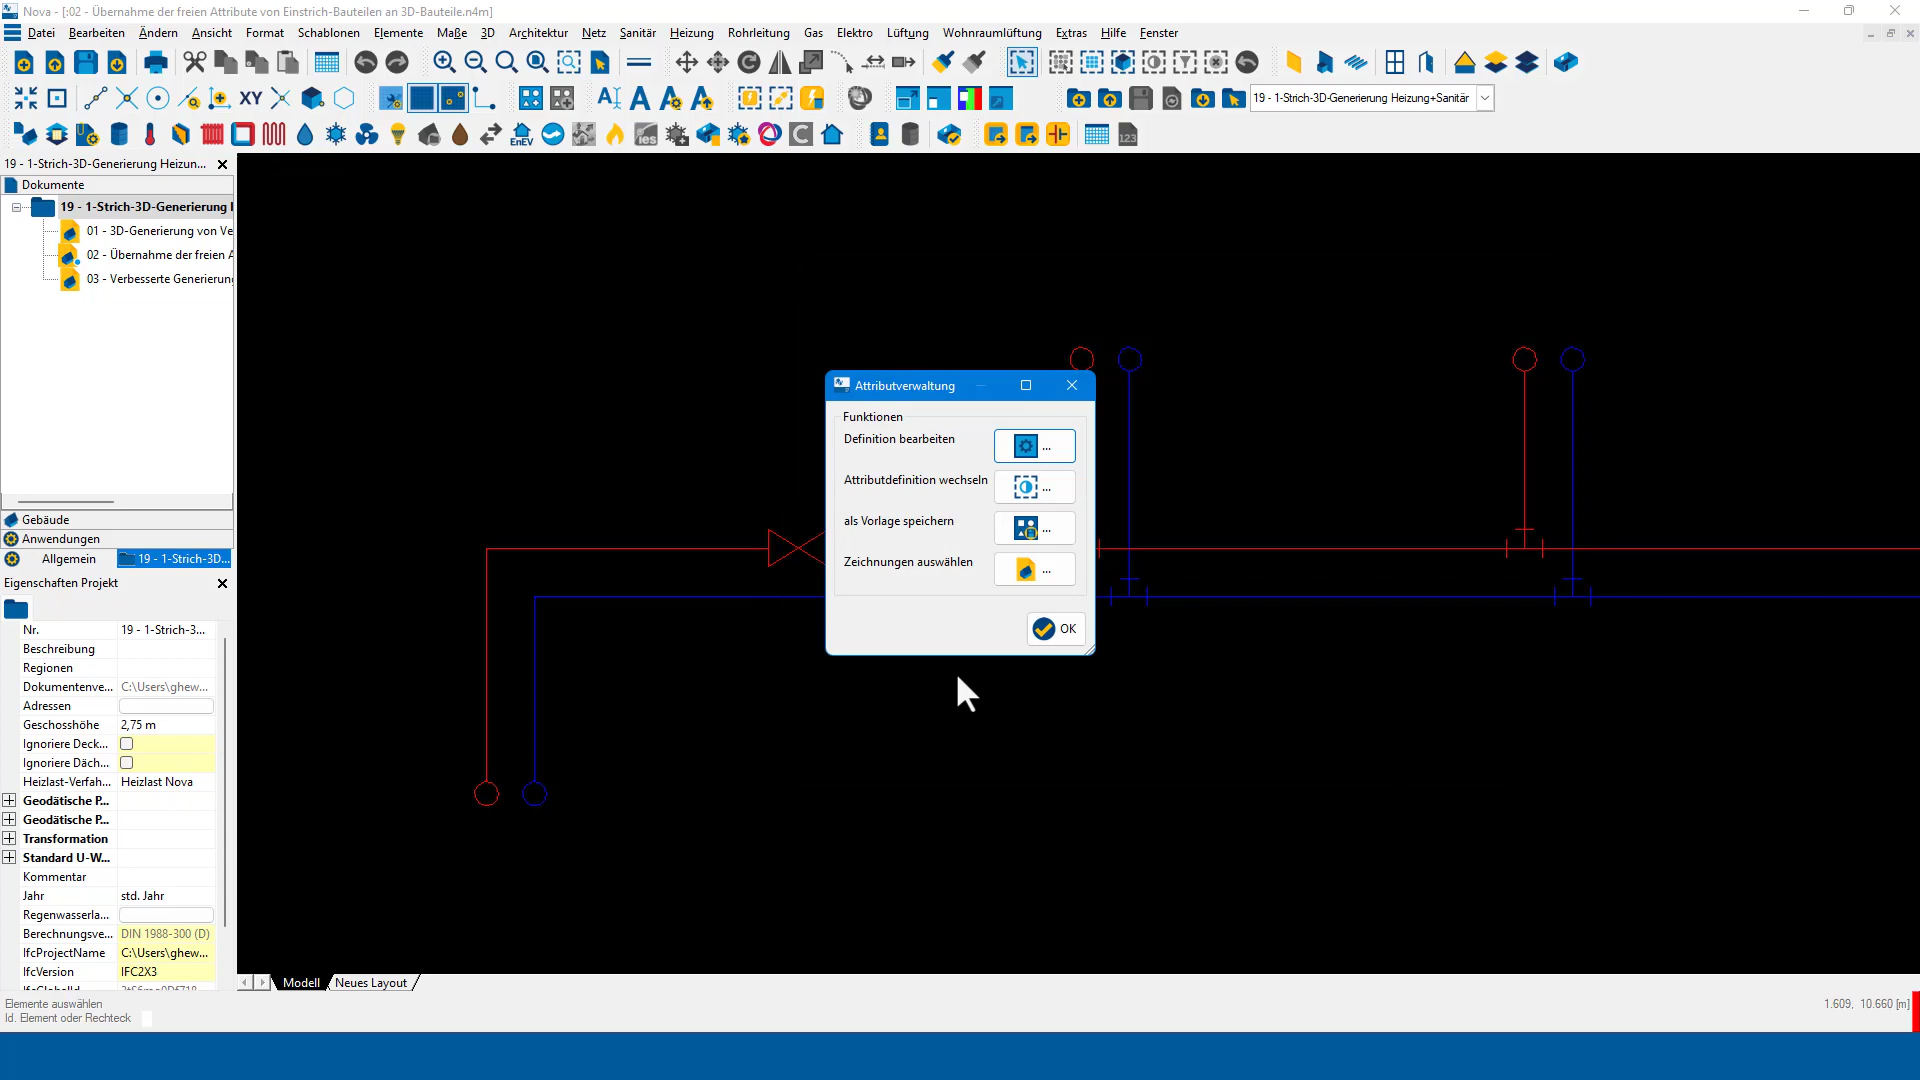 Nova - [:02 - Übernahme der freien Attribute von Einstrich-Bauteilen an 3D-Bauteile.n4m]
Datei Bearbeiten Ändern Ansicht Format Schablonen Elemente Maße 3D Architektur Netz Sanitär Heizung Rohrleitung Gas Elektro Lüftung Wohnraumlüftung Extras Hilfe Fenster
XY
19 - 1-Strich-3D-Generierung Heizung+Sanitär
EnEV
ies
123
19 - 1-Strich-3D-Generierung Heizun...
Dokumente
19 - 1-Strich-3D-Generierung
01 - 3D-Generierung von Ve
02 - Übernahme der freien A
03 - Verbesserte Generierung
Gebäude
Anwendungen
Allgemein 19 - 1-Strich-3D...
Eigenschaften Projekt
Nr. 19 - 1-Strich-3...
Beschreibung
Regionen
Dokumentenve... C:\Users\ghew...
Adressen
Geschosshöhe 2,75 m
Ignoriere Deck...
Ignoriere Däch...
Heizlast-Verfah... Heizlast Nova
Geodätische P...
Geodätische P...
Transformation
Standard U-W...
Kommentar
Jahr std. Jahr
Regenwasserla...
Berechnungsve... DIN 1988-300 (D)
IfcProjectName C:\Users\ghew...
IfcVersion IFC2X3
Attributverwaltung
Funktionen
Definition bearbeiten ...
Attributdefinition wechseln ...
als Vorlage speichern ...
Zeichnungen auswählen ...
OK
Modell Neues Layout
Elemente auswählen
Id. Element oder Rechteck
1.609, 10.660 [m]